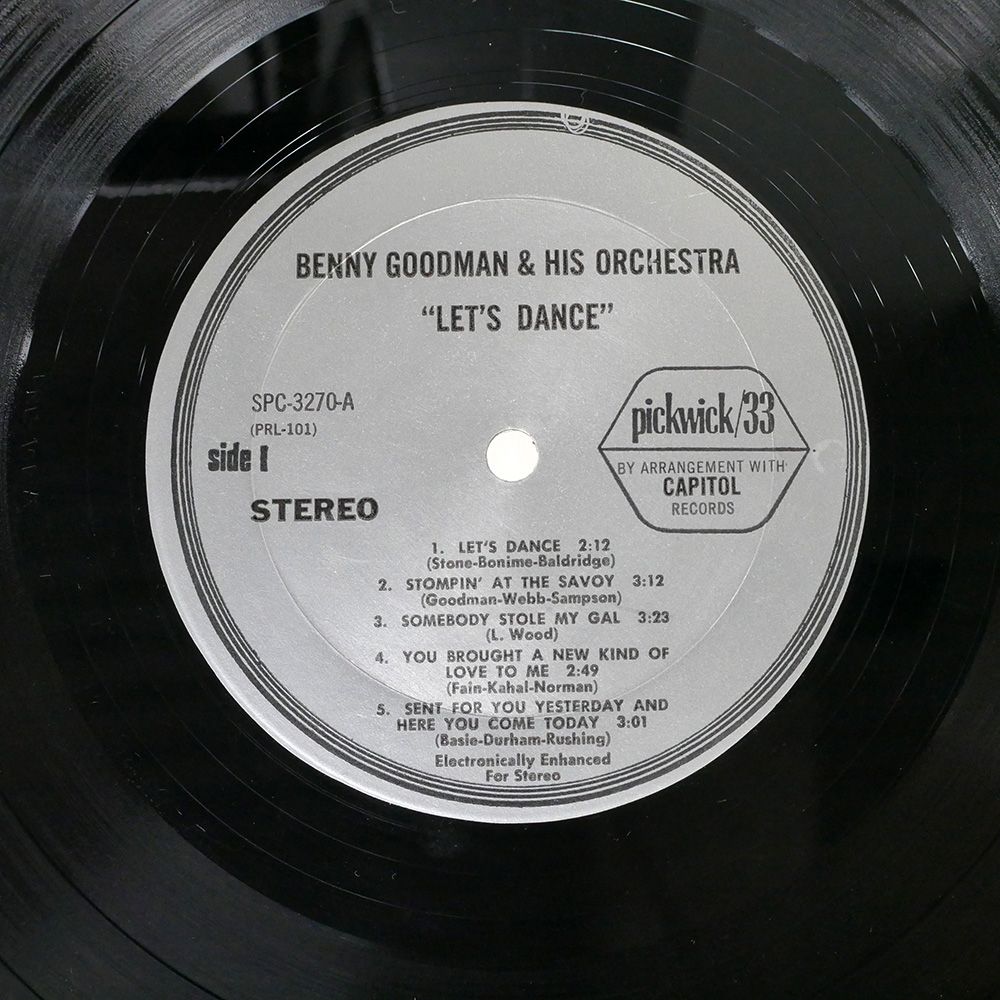 BENNY GOODMAN & HIS ORCHESTRA
“LET'S DANCE”
SPC-3270-A
(PRL-101)
side 1
STEREO
pickwick/33
BY ARRANGEMENT WITH
CAPITOL
RECORDS
1. LET'S DANCE 2:12
(Stone-Bonime-Baldridge)
2. STOMPIN' AT THE SAVOY 3:12
(Goodman-Webb-Sampson)
3. SOMEBODY STOLE MY GAL 3:23
(L. Wood)
4. YOU BROUGHT A NEW KIND OF
LOVE TO ME 2:49
(Fain-Kahal-Norman)
5. SENT FOR YOU YESTERDAY AND
HERE YOU COME TODAY 3:01
(Basie-Durham-Rushing)
Electronically Enhanced
For Stereo